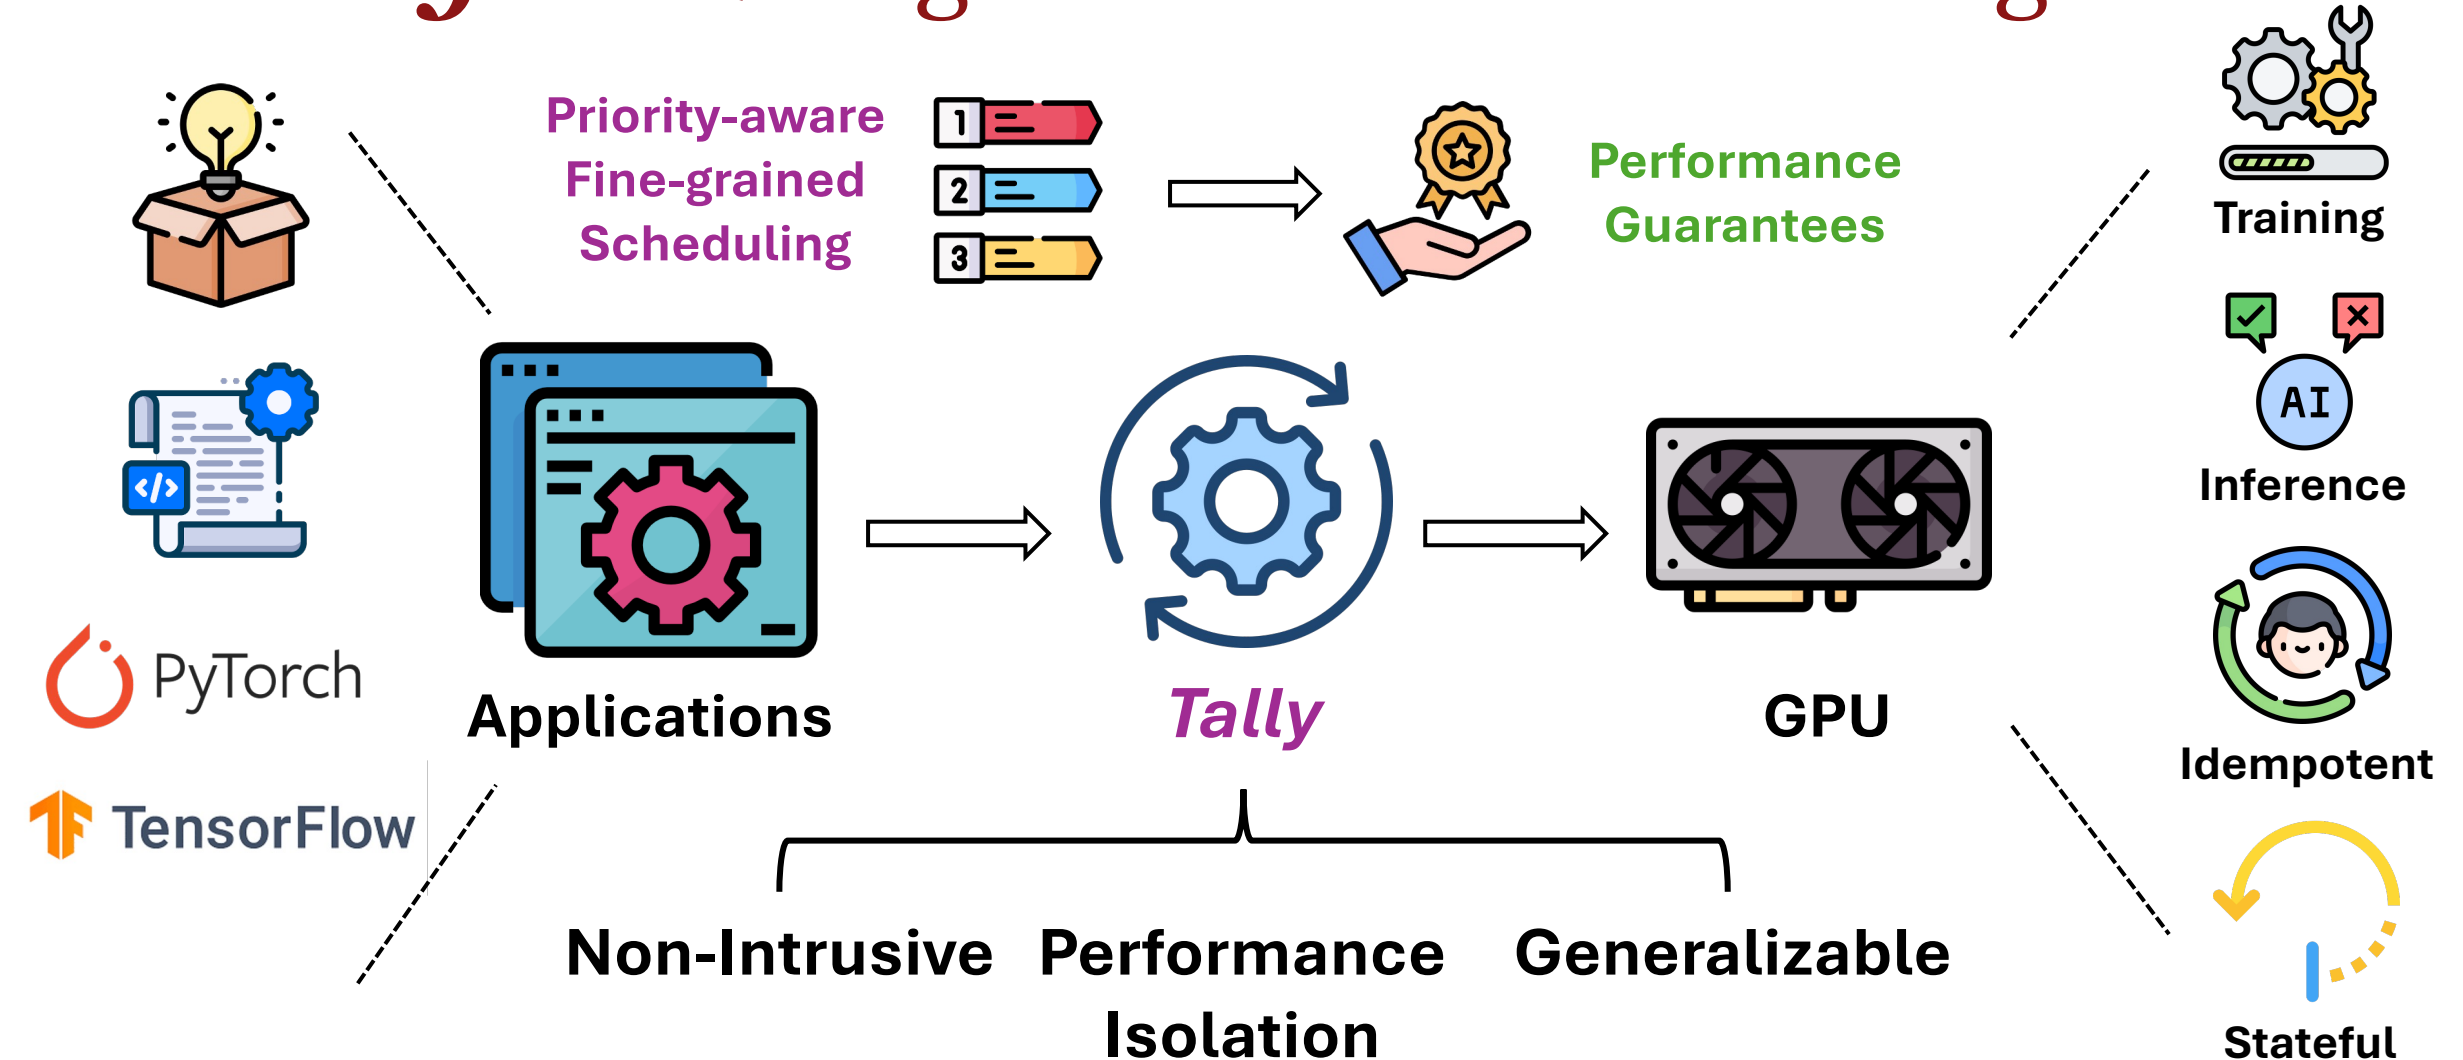 Priority-aware
Fine-grained
Scheduling
1
2
3
Performance
Guarantees
Training
</>
AI
Inference
PyTorch
TensorFlow
Applications
Tally
GPU
Idempotent
Non-Intrusive
Performance
Isolation
Generalizable
Stateful